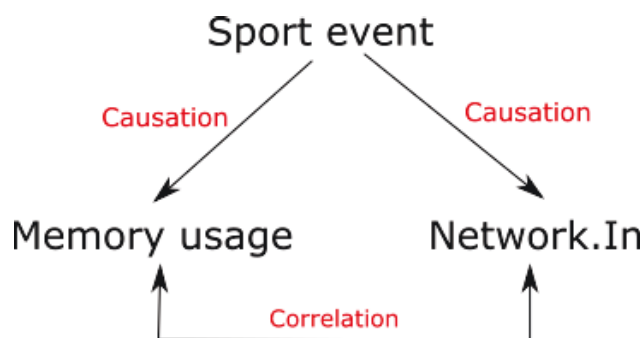 Sport event
Causation
Causation
Memory usage
Network.In
Correlation